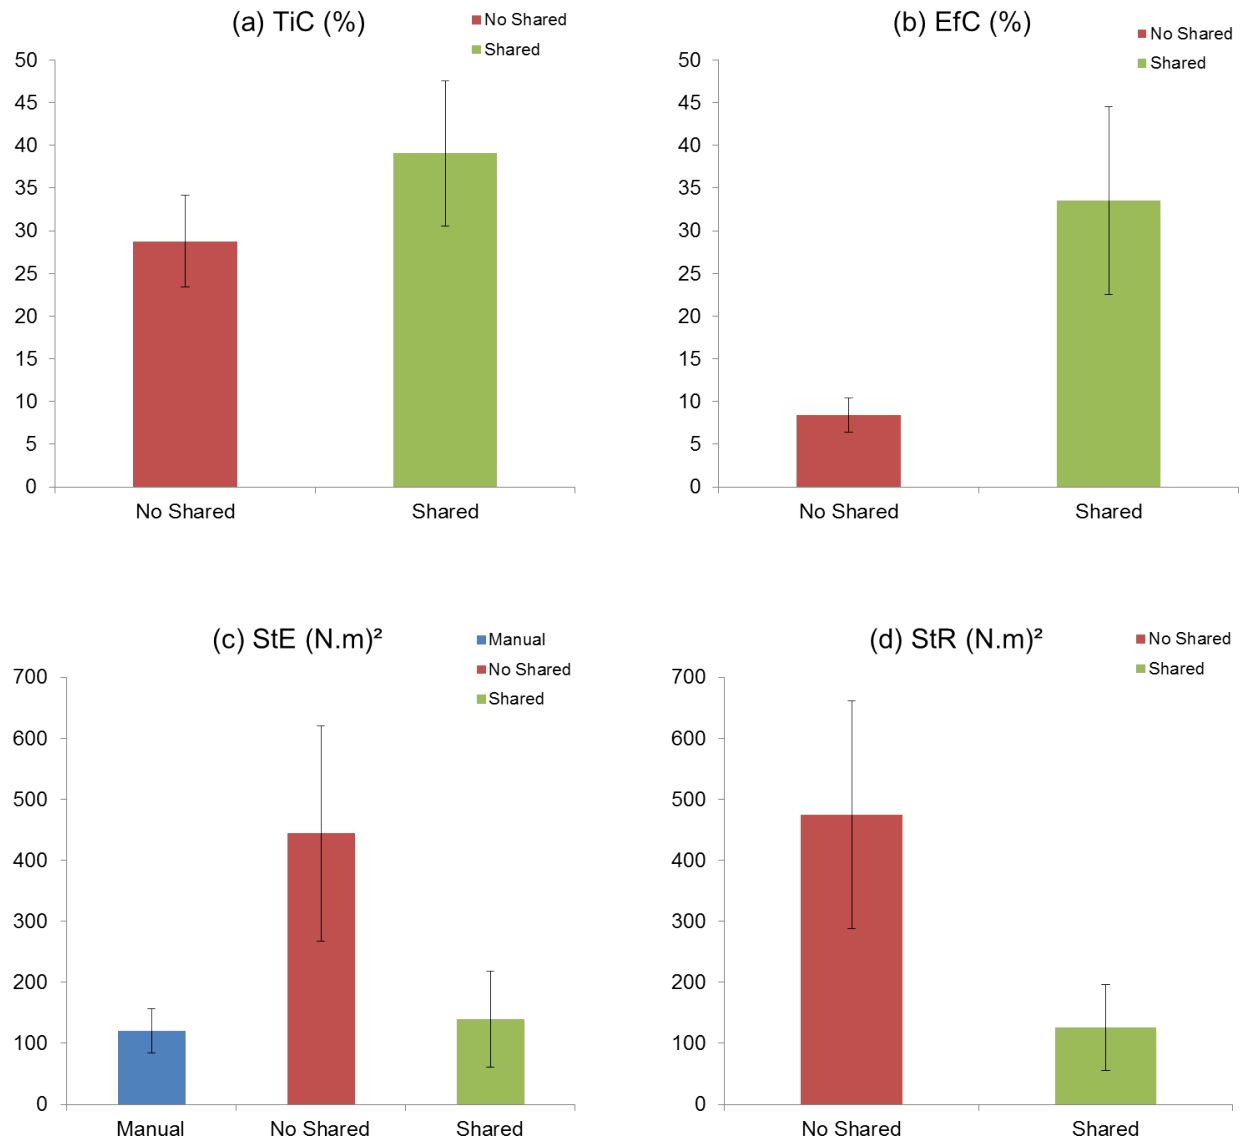 (a) TiC (%)
No Shared
Shared
50
45
40
35
30
25
20
15
10
5
0
No Shared
Shared
(b) EfC (%)
No Shared
Shared
50
45
40
35
30
25
20
15
10
5
0
No Shared
Shared
(c) StE (N.m)²
Manual
No Shared
Shared
700
600
500
400
300
200
100
0
Manual
No Shared
Shared
(d) StR (N.m)²
No Shared
Shared
700
600
500
400
300
200
100
0
No Shared
Shared